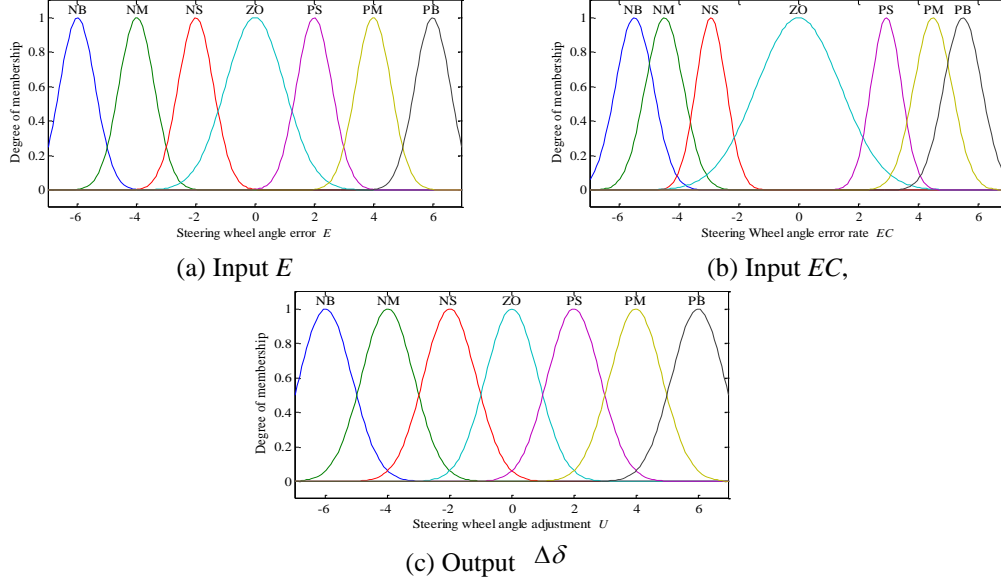 NB NM NS ZO PS PM PB
1
0.8
0.6
0.4
0.2
0
Degree of membership
-6 -4 -2 0 2 4 6
Steering wheel angle error E
(a) Input E
NB NM NS ZO PS PM PB
1
0.8
0.6
0.4
0.2
0
Degree of membership
-6 -4 -2 0 2 4 6
Steering Wheel angle error rate EC
(b) Input EC,
NB NM NS ZO PS PM PB
1
0.8
0.6
0.4
0.2
0
Degree of membership
-6 -4 -2 0 2 4 6
Steering wheel angle adjustment U
(c) Output Δδ